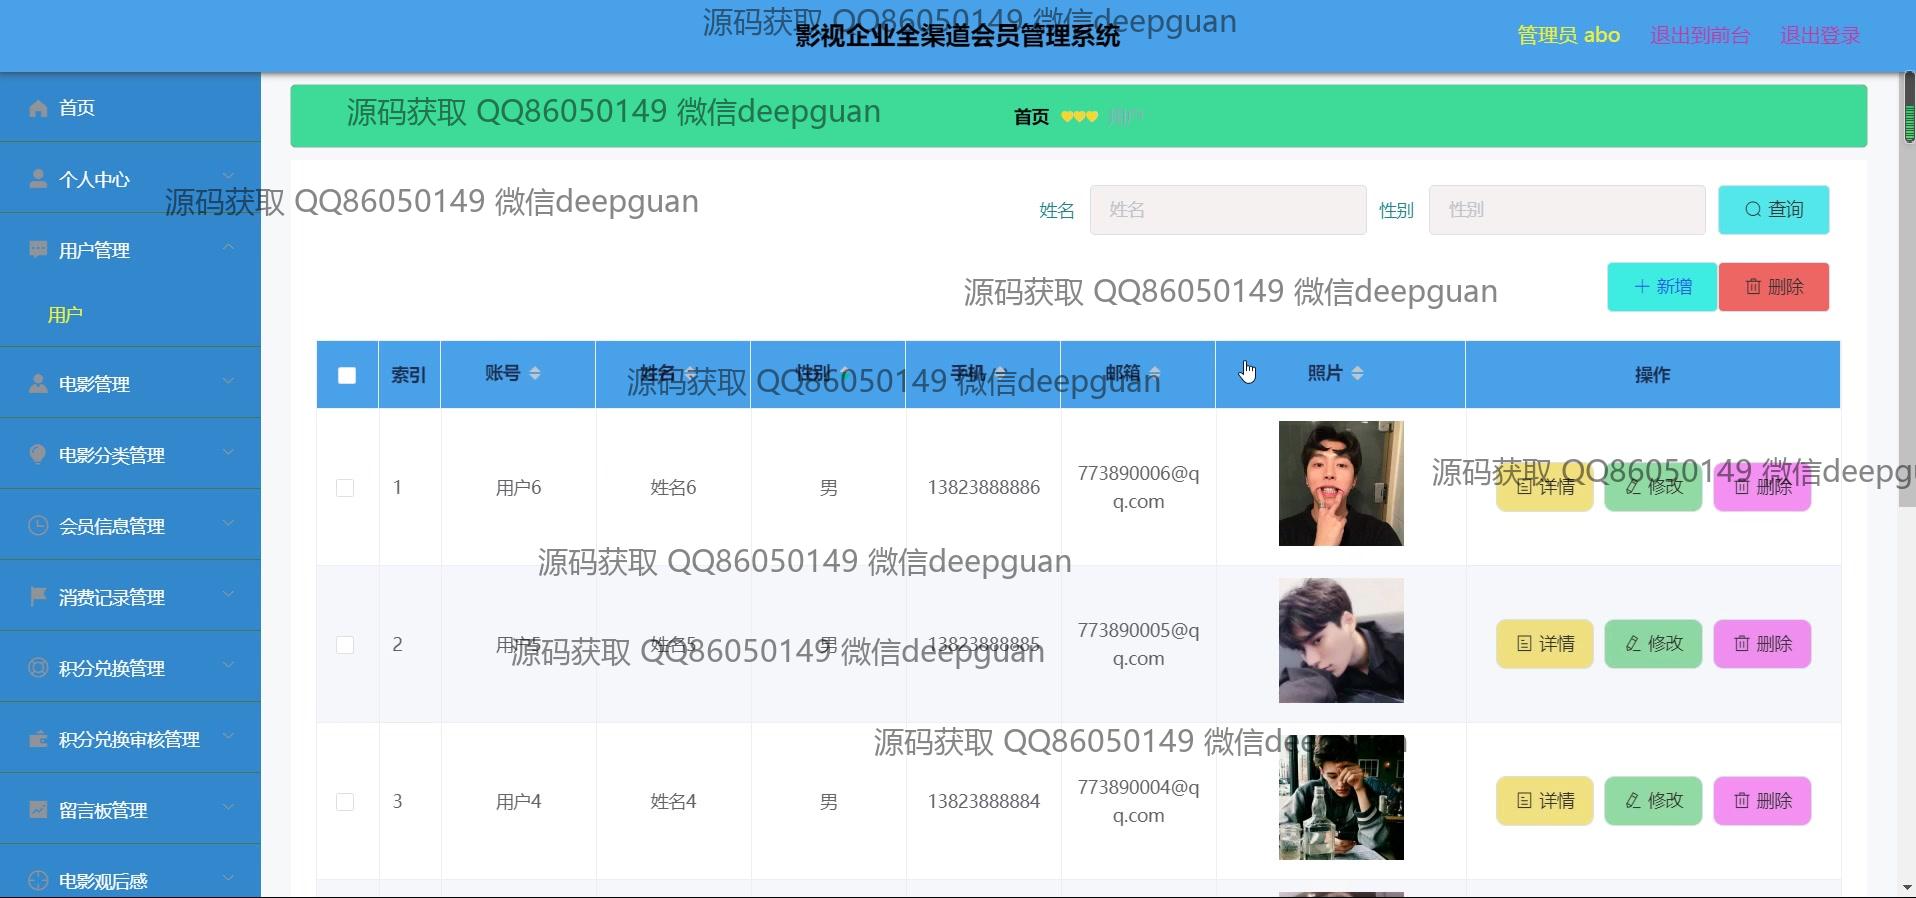 源码获取 QQ86050149 微信deepguan
影视企业全渠道会员管理系统
管理员 abo
退出到前台
退出登录
首页
个人中心
用户管理
用户
电影管理
电影分类管理
会员信息管理
消费记录管理
积分兑换管理
积分兑换审核管理
留言板管理
电影观后感
源码获取 QQ86050149 微信deepguan
首页 用户
源码获取 QQ86050149 微信deepguan
姓名 姓名 性别 性别 查询
源码获取 QQ86050149 微信deepguan
新增 删除
索引 账号 姓名 性别 手机 邮箱 照片 操作
源码获取 QQ86050149 微信deepguan
1 用户6 姓名6 男 13823888886 773890006@q
q.com
详情 修改 删除
源码获取 QQ86050149 微信deepgu
源码获取 QQ86050149 微信deepguan
2 用户5 姓名5 男 13823888885 773890005@q
q.com
详情 修改 删除
源码获取 QQ86050149 微信deepguan
源码获取 QQ86050149 微信dee
3 用户4 姓名4 男 13823888884 773890004@q
q.com
详情 修改 删除